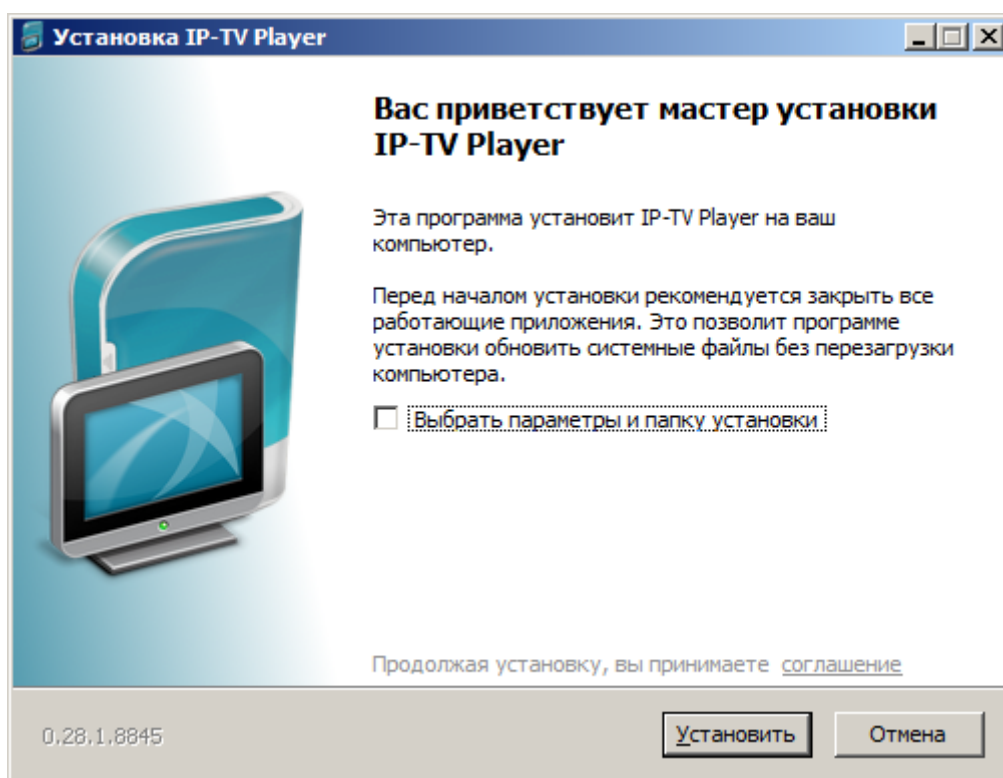 Установка IP-TV Player
Вас приветствует мастер установки
IP-TV Player
Эта программа установит IP-TV Player на ваш
компьютер.
Перед началом установки рекомендуется закрыть все
работающие приложения. Это позволит программе
установки обновить системные файлы без перезагрузки
компьютера.
Выбрать параметры и папку установки
Продолжая установку, вы принимаете соглашение
0.28.1.8845
Установить
Отмена